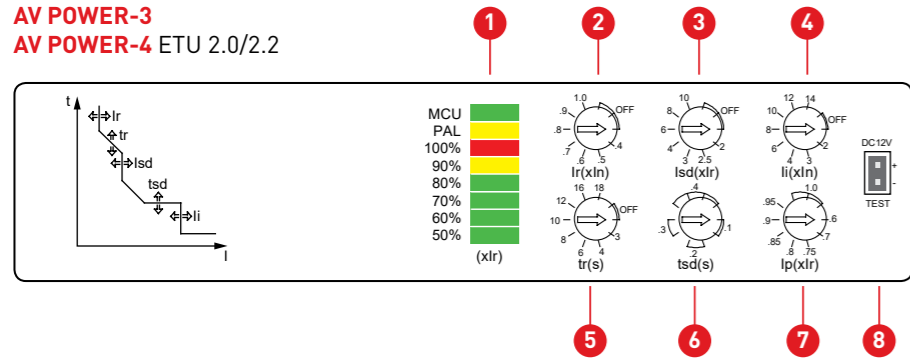 AV POWER-3
AV POWER-4 ETU 2.0/2.2
1
2
3
4
t
Ir
tr
Isd
tsd
Ii
I
MCU
PAL
100%
90%
80%
70%
60%
50%
(xIr)
1.0
.9
.8
.7
.6
.5
.4
OFF
Ir(xIn)
10
8
6
4
3
2.5
2
OFF
Isd(xIr)
12
14
10
8
6
4
3
2
OFF
Ii(xIn)
DC12V
+
-
TEST
16
18
12
10
8
6
4
3
OFF
tr(s)
.4
.3
.2
.1
tsd(s)
1.0
.95
.9
.85
.8
.75
.7
.6
Ip(xIr)
5
6
7
8